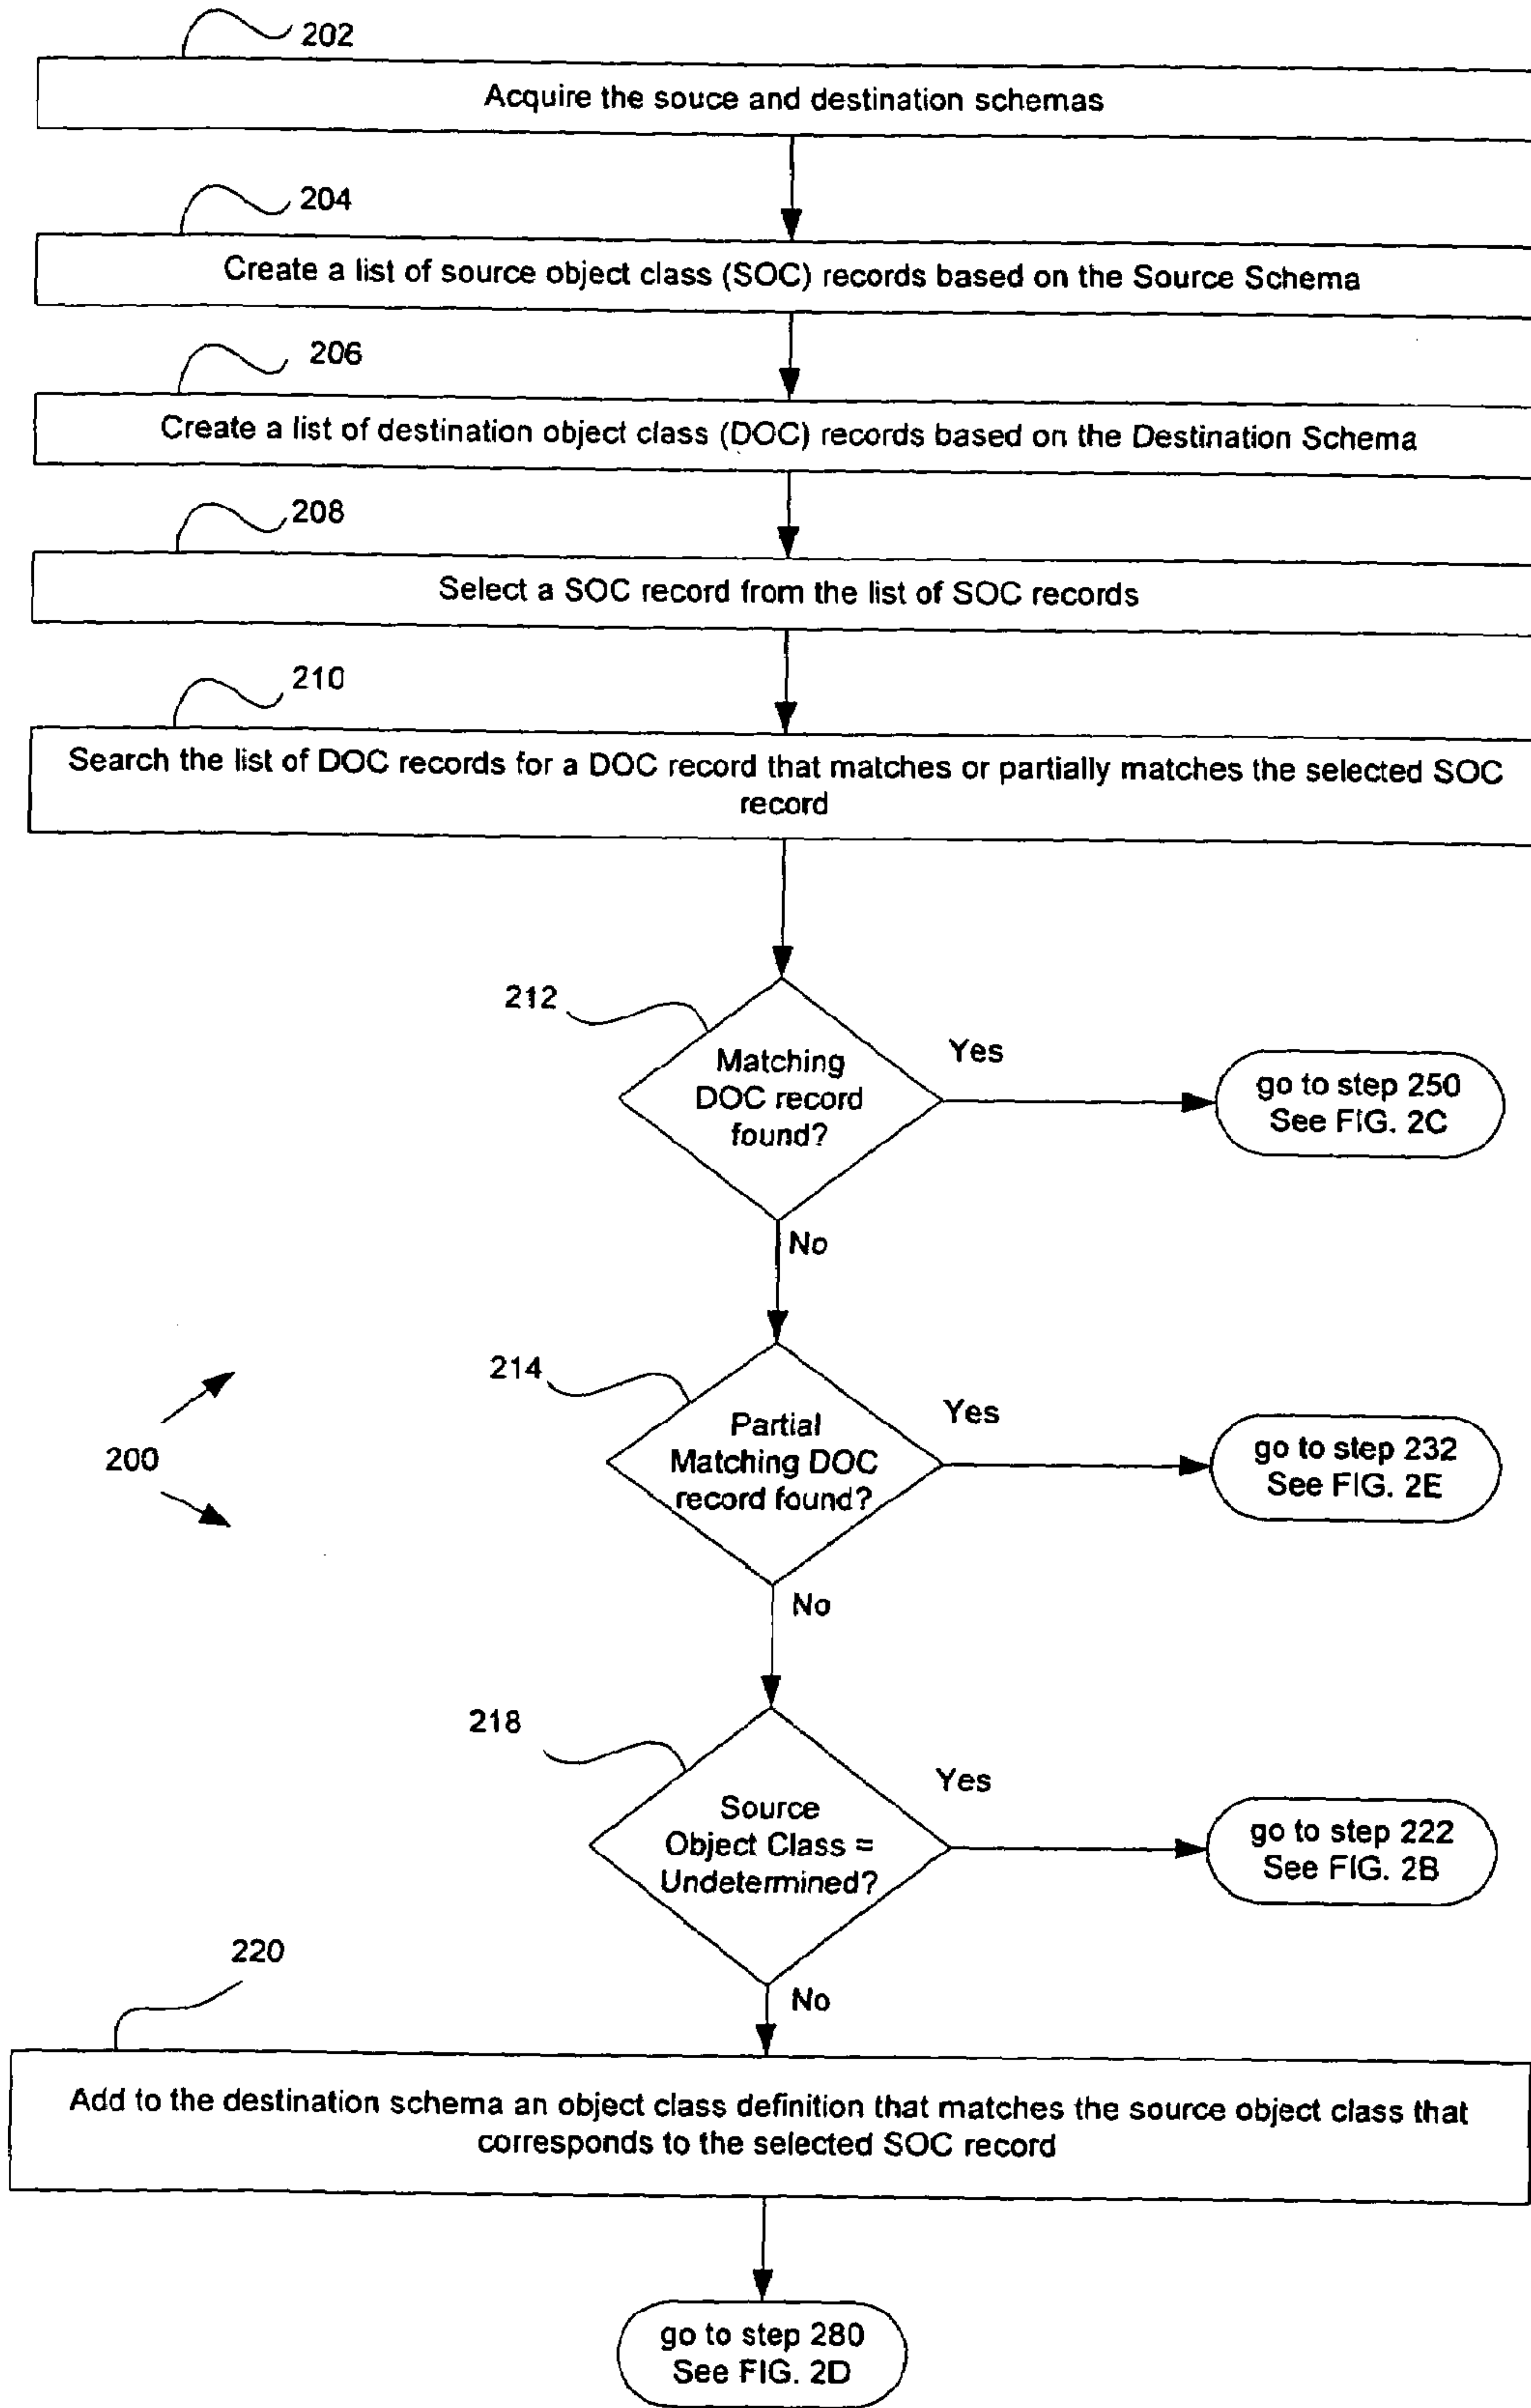 202
Acquire the souce and destination schemas
204
Create a list of source object class (SOC) records based on the Source Schema
206
Create a list of destination object class (DOC) records based on the Destination Schema
208
Select a SOC record from the list of SOC records
210
Search the list of DOC records for a DOC record that matches or partially matches the selected SOC
record
212
Matching
DOC record
found?
Yes
go to step 250
See FIG. 2C
No
214
Partial
Matching DOC
record found?
Yes
go to step 232
See FIG. 2E
200
No
218
Source
Object Class =
Undetermined?
Yes
go to step 222
See FIG. 2B
No
220
Add to the destination schema an object class definition that matches the source object class that
corresponds to the selected SOC record
go to step 280
See FIG. 2D